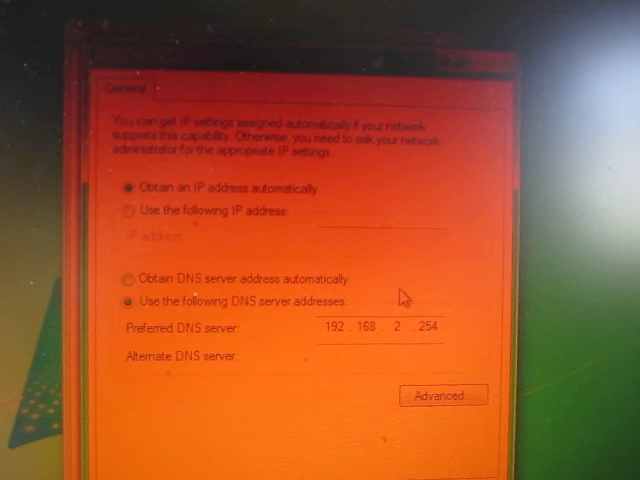 General
You can get IP settings assigned automatically if your network
supports this capability. Otherwise, you need to ask your network
administrator for the appropriate IP settings.
Obtain an IP address automatically
Use the following IP address:
IP address:
Obtain DNS server address automatically
Use the following DNS server addresses:
Preferred DNS server: 192 . 168 . 2 . 254
Alternate DNS server:
Advanced